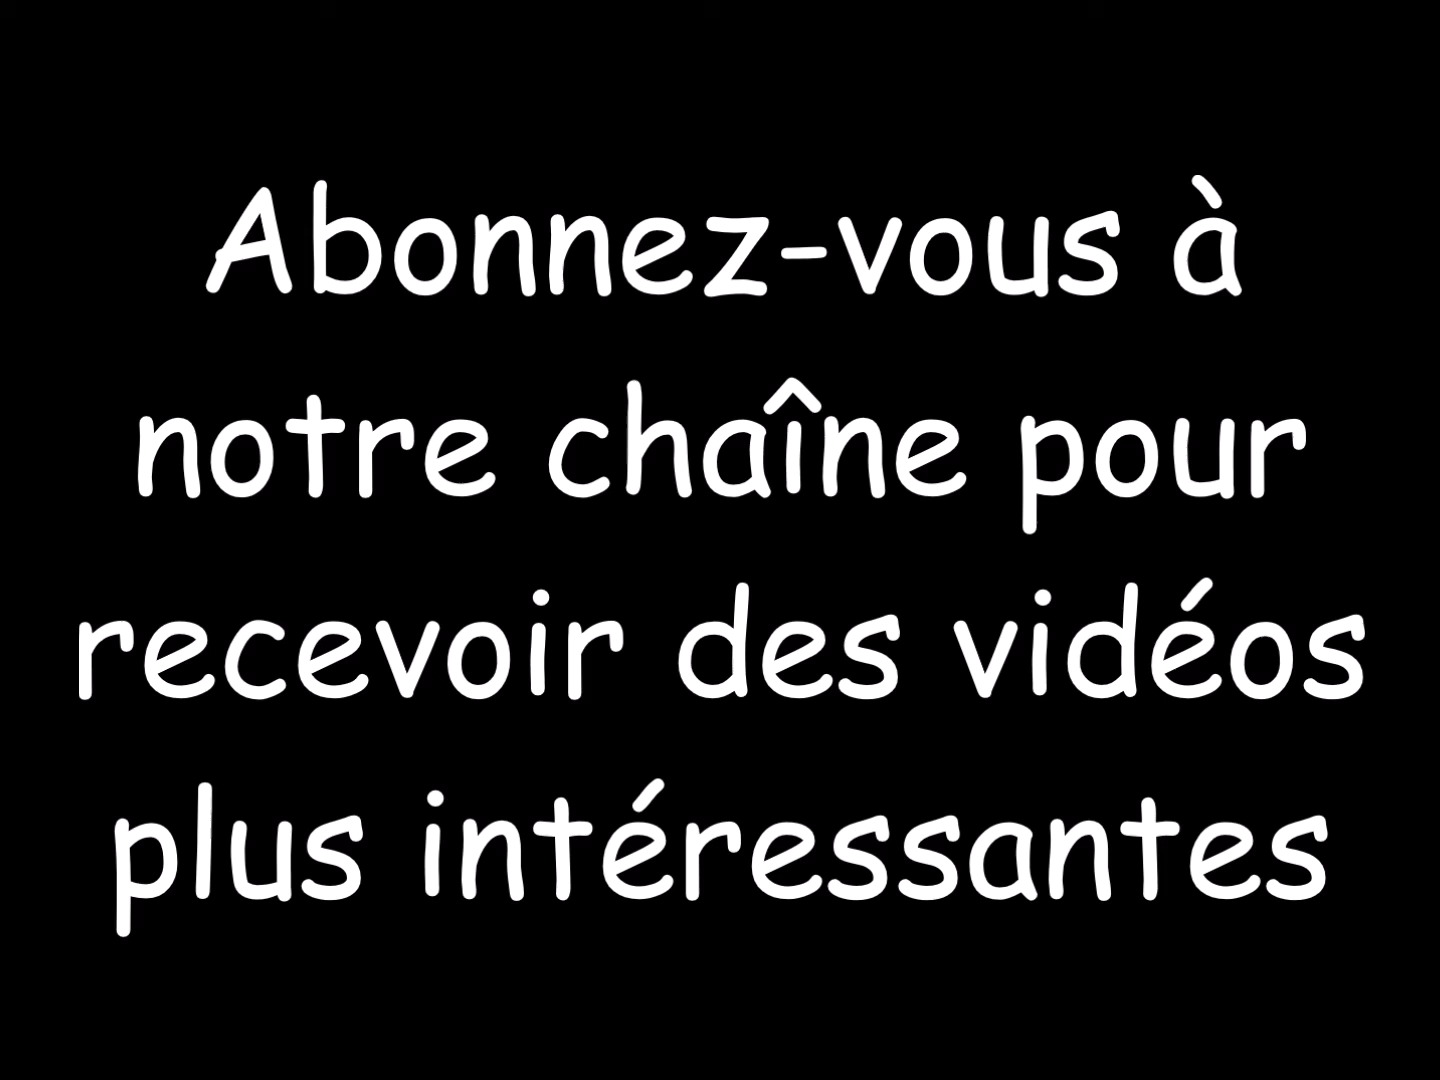 Abonnez-vous à
notre chaîne pour
recevoir des vidéos
plus intéressantes